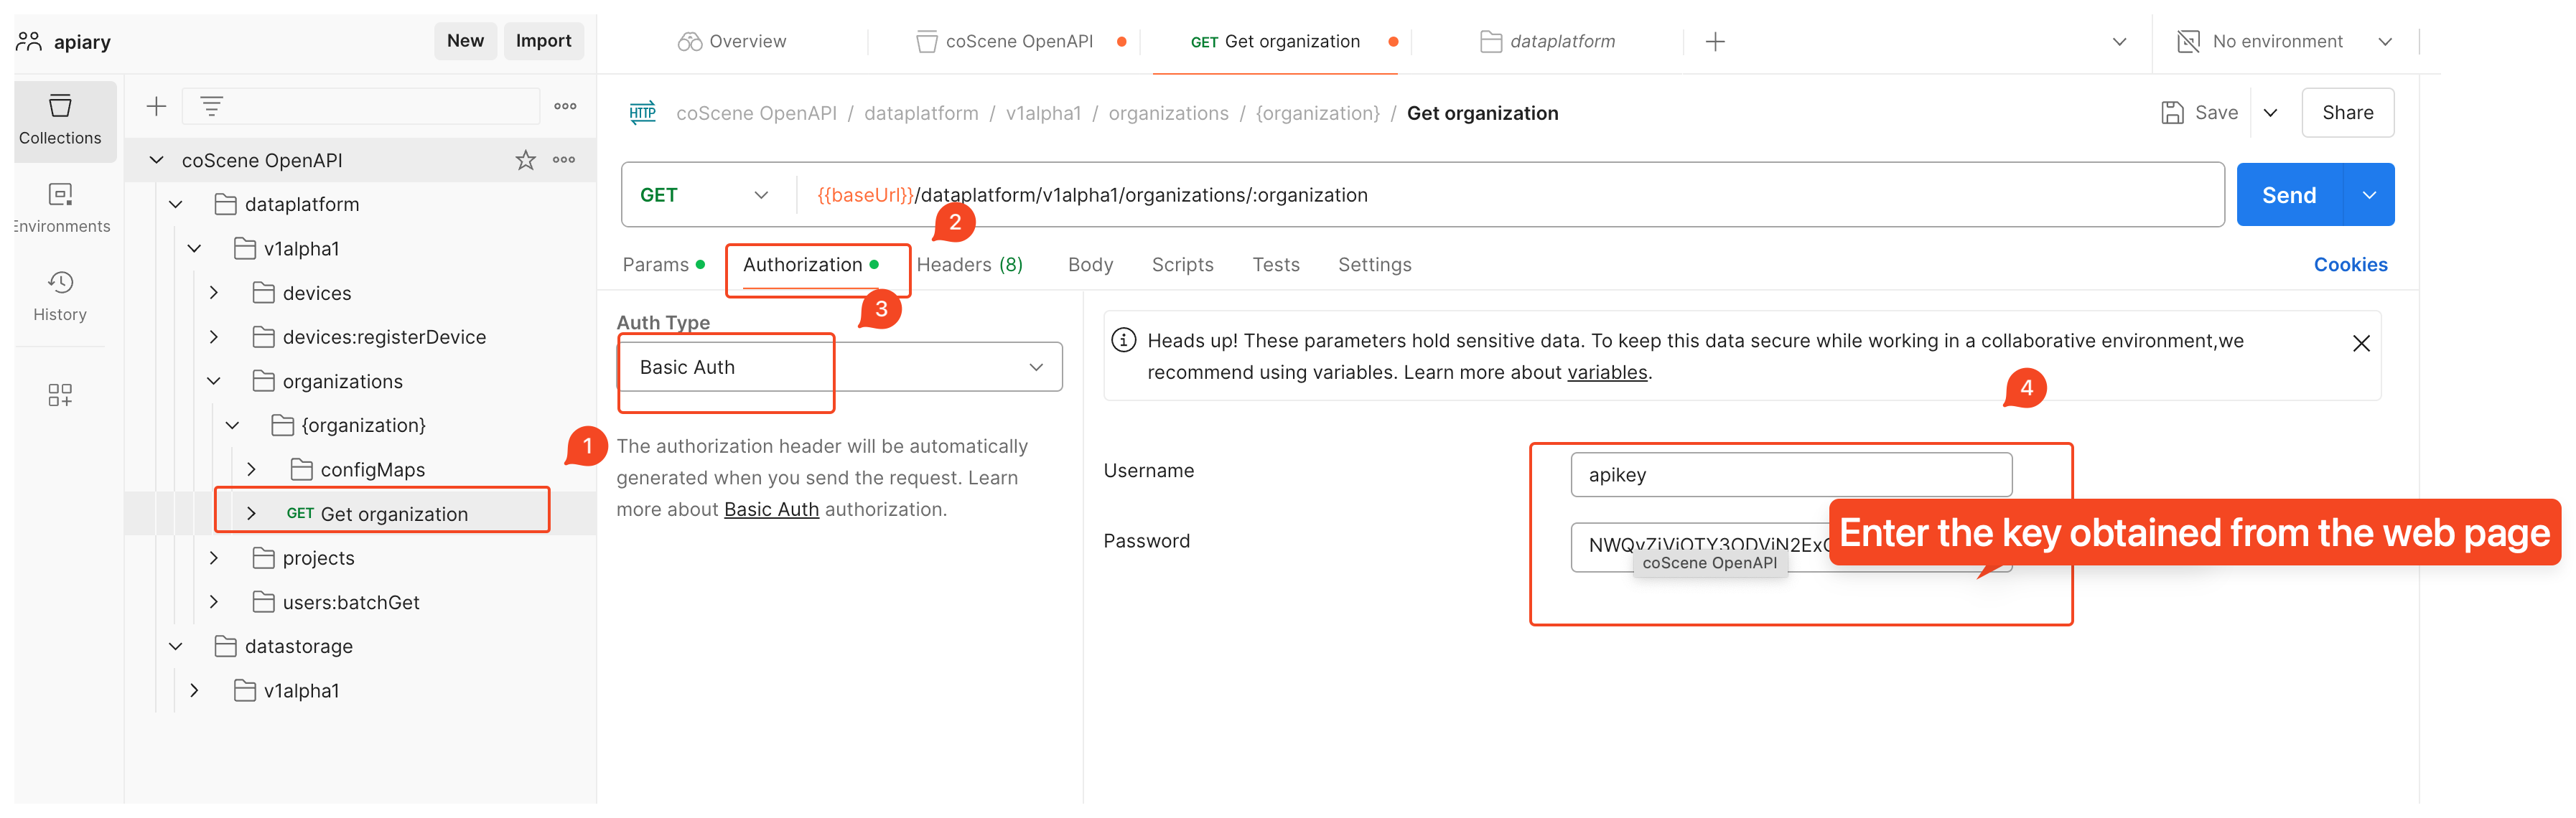 apiary
New
Import
Overview
coScene OpenAPI
GET Get organization
dataplatform
No environment
Collections
Environments
History
coScene OpenAPI
dataplatform
v1alpha1
devices
devices:registerDevice
organizations
{organization}
configMaps
GET Get organization
projects
users:batchGet
datastorage
v1alpha1
HTTP coScene OpenAPI / dataplatform / v1alpha1 / organizations / {organization} / Get organization
Save
Share
GET
{{baseUrl}}/dataplatform/v1alpha1/organizations/:organization
Send
Params
Authorization
Headers (8)
Body
Scripts
Tests
Settings
Cookies
1
2
3
4
Auth Type
Basic Auth
The authorization header will be automatically
generated when you send the request. Learn
more about Basic Auth authorization.
Heads up! These parameters hold sensitive data. To keep this data secure while working in a collaborative environment,we
recommend using variables. Learn more about variables.
Username
apikey
Password
coScene OpenAPI
Enter the key obtained from the web page